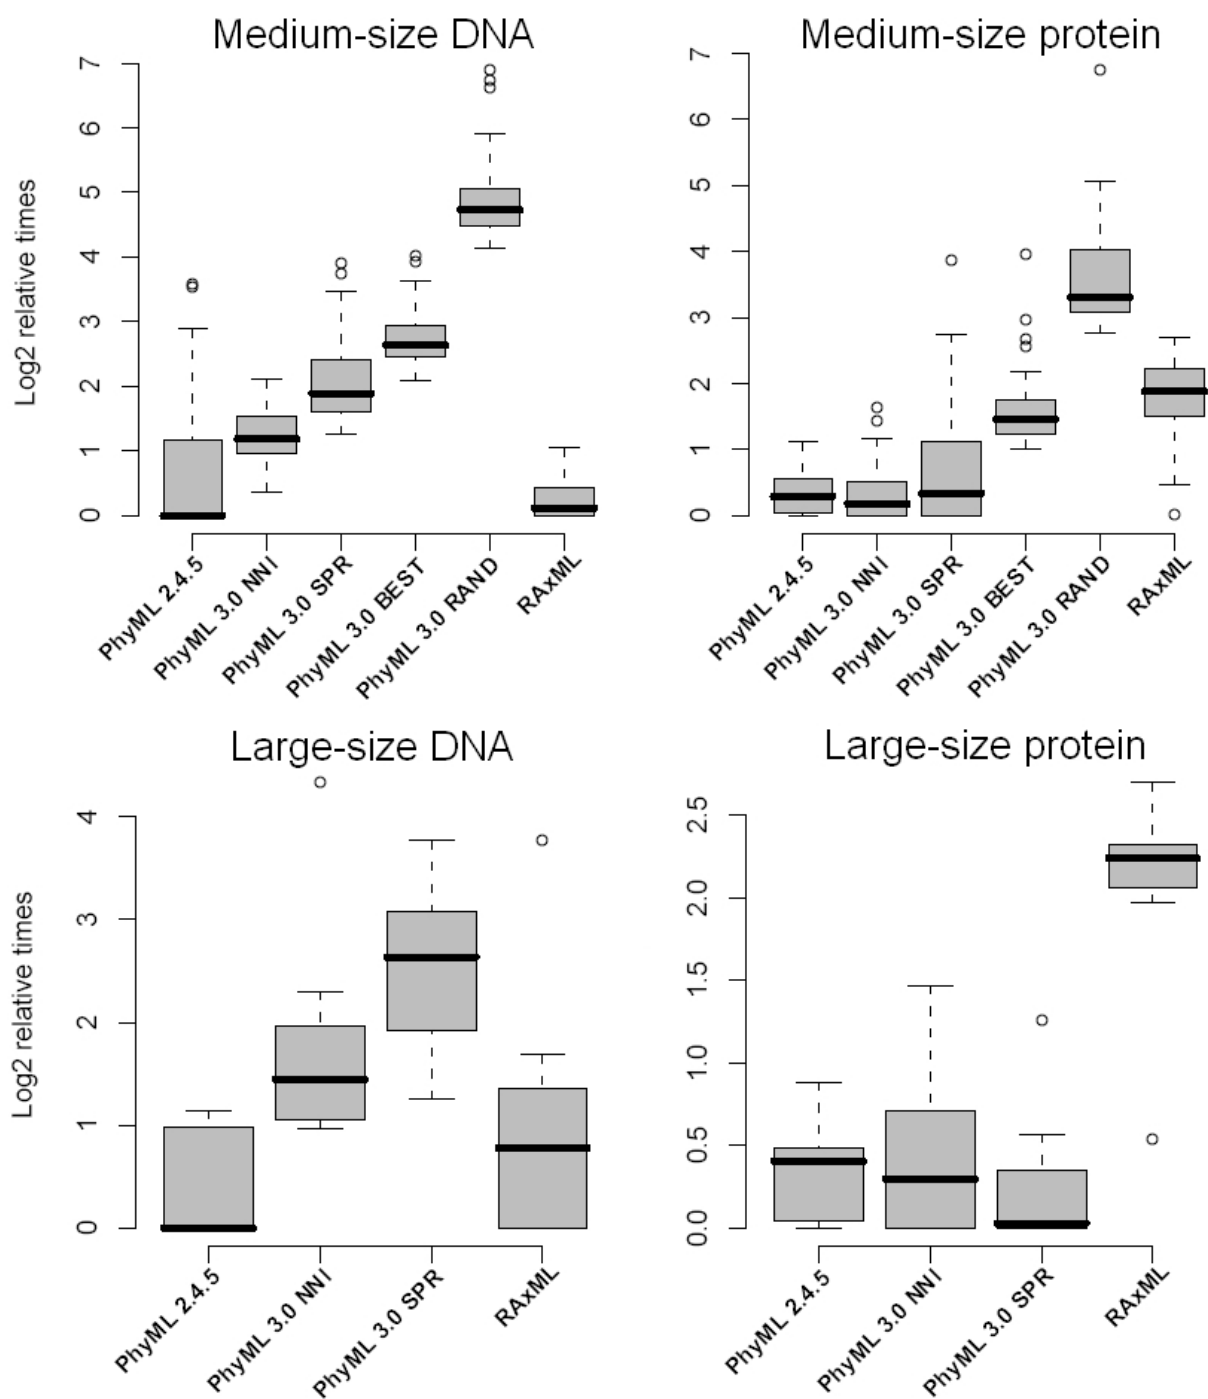 Medium-size DNA
Log2 relative times
7
6
5
4
3
2
1
0
PhyML 2.4.5
PhyML 3.0 NNI
PhyML 3.0 SPR
PhyML 3.0 BEST
PhyML 3.0 RAND
RAxML
Medium-size protein
7
6
5
4
3
2
1
0
PhyML 2.4.5
PhyML 3.0 NNI
PhyML 3.0 SPR
PhyML 3.0 BEST
PhyML 3.0 RAND
RAxML
Large-size DNA
Log2 relative times
4
3
2
1
0
PhyML 2.4.5
PhyML 3.0 NNI
PhyML 3.0 SPR
RAxML
Large-size protein
2.5
2.0
1.5
1.0
0.5
0.0
PhyML 2.4.5
PhyML 3.0 NNI
PhyML 3.0 SPR
RAxML